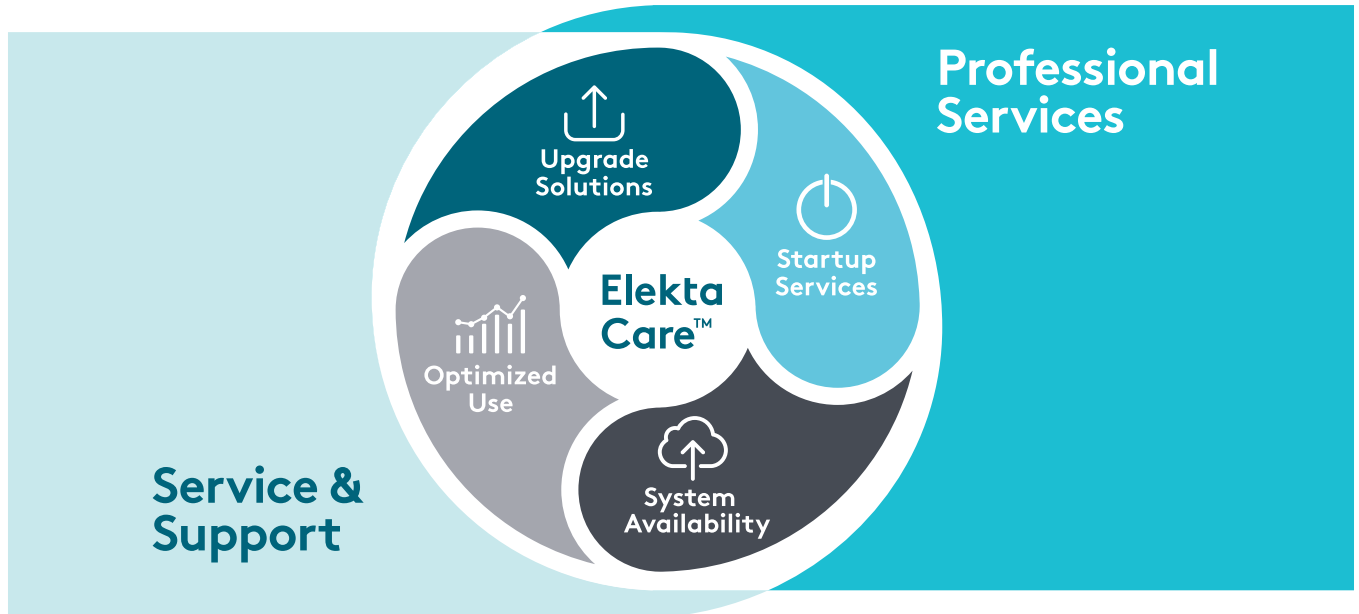 Professional
Services
Upgrade
Solutions
Startup
Services
Elekta
Care™
Optimized
Use
System
Availability
Service &
Support